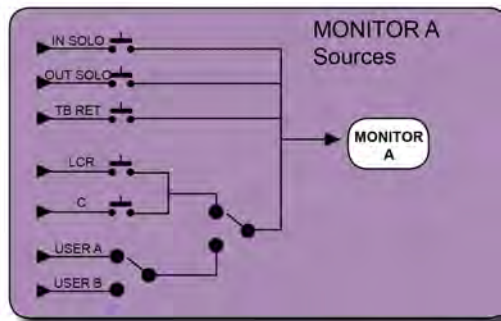 MONITOR A
Sources
IN SOLO
OUT SOLO
TB RET
LCR
C
USER A
USER B
MONITOR
A